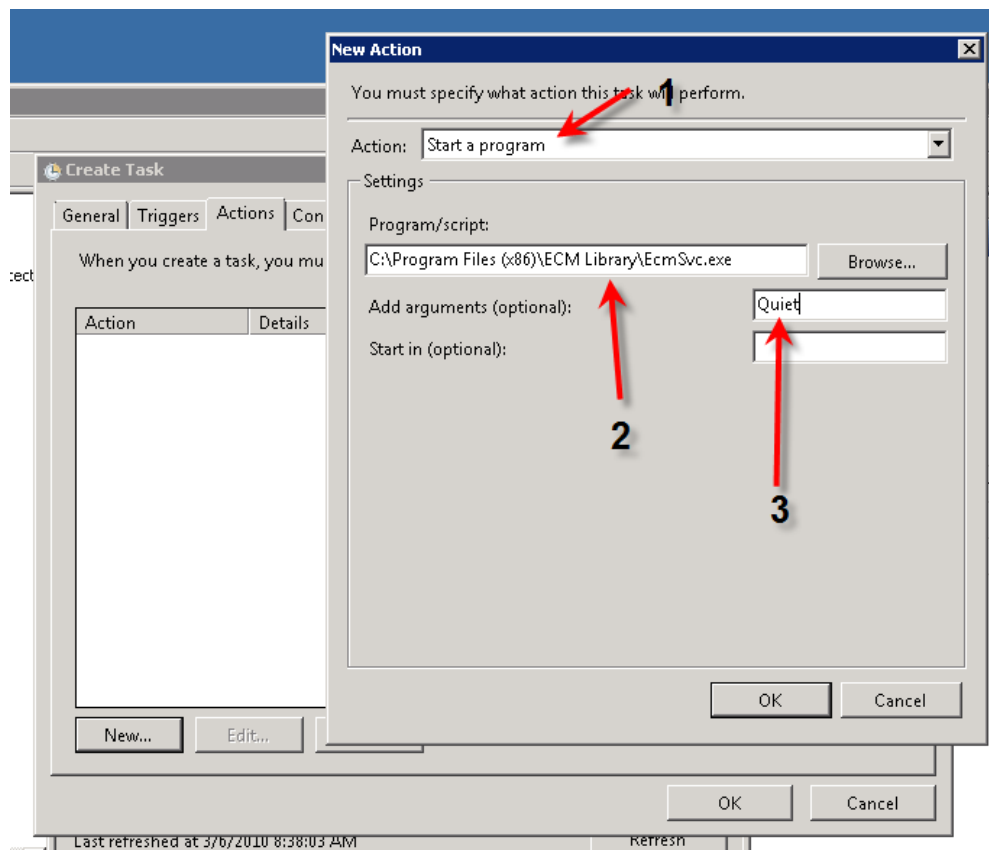 New Action
You must specify what action this task will perform.
1
Action: Start a program
Create Task
Settings
General Triggers Actions Con
Program/script:
C:\Program Files (x86)\ECM Library\EcmSvc.exe Browse...
When you create a task, you mu
tect
Add arguments (optional): Quiet
Action Details
Start in (optional):
2
3
OK Cancel
New... Edit...
OK Cancel
Last refreshed at 3/6/2010 8:38:03 AM Refresh